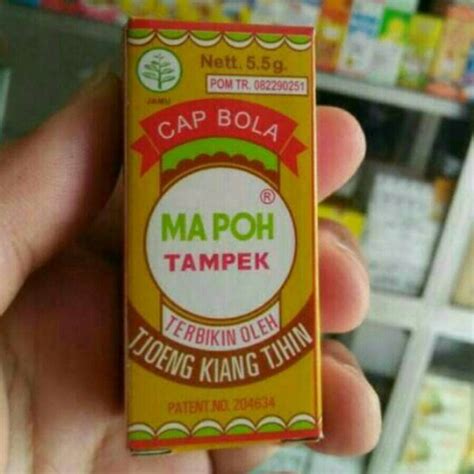 Nett. 5.5g.
POM TR. 082290251
JAMU
CAP BOLA
®
MA POH
TAMPEK
TERBIKIN OLEH
TJOENG KIANG TJHIN
PATENT.NO. 204634